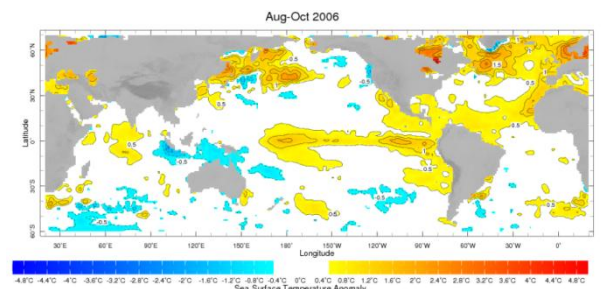 Aug-Oct 2006
Latitude
60°N
30°N
0°
30°S
60°S
30°E 60°E 90°E 120°E 150°E 180° 150°W 120°W 90°W 60°W 30°W 0°
Longitude
-4.8°C -4.4°C -4°C -3.6°C -3.2°C -2.8°C -2.4°C -2°C -1.6°C -1.2°C -0.8°C -0.4°C 0°C 0.4°C 0.8°C 1.2°C 1.6°C 2°C 2.4°C 2.8°C 3.2°C 3.6°C 4°C 4.4°C 4.8°C
Sea Surface Temperature Anomaly